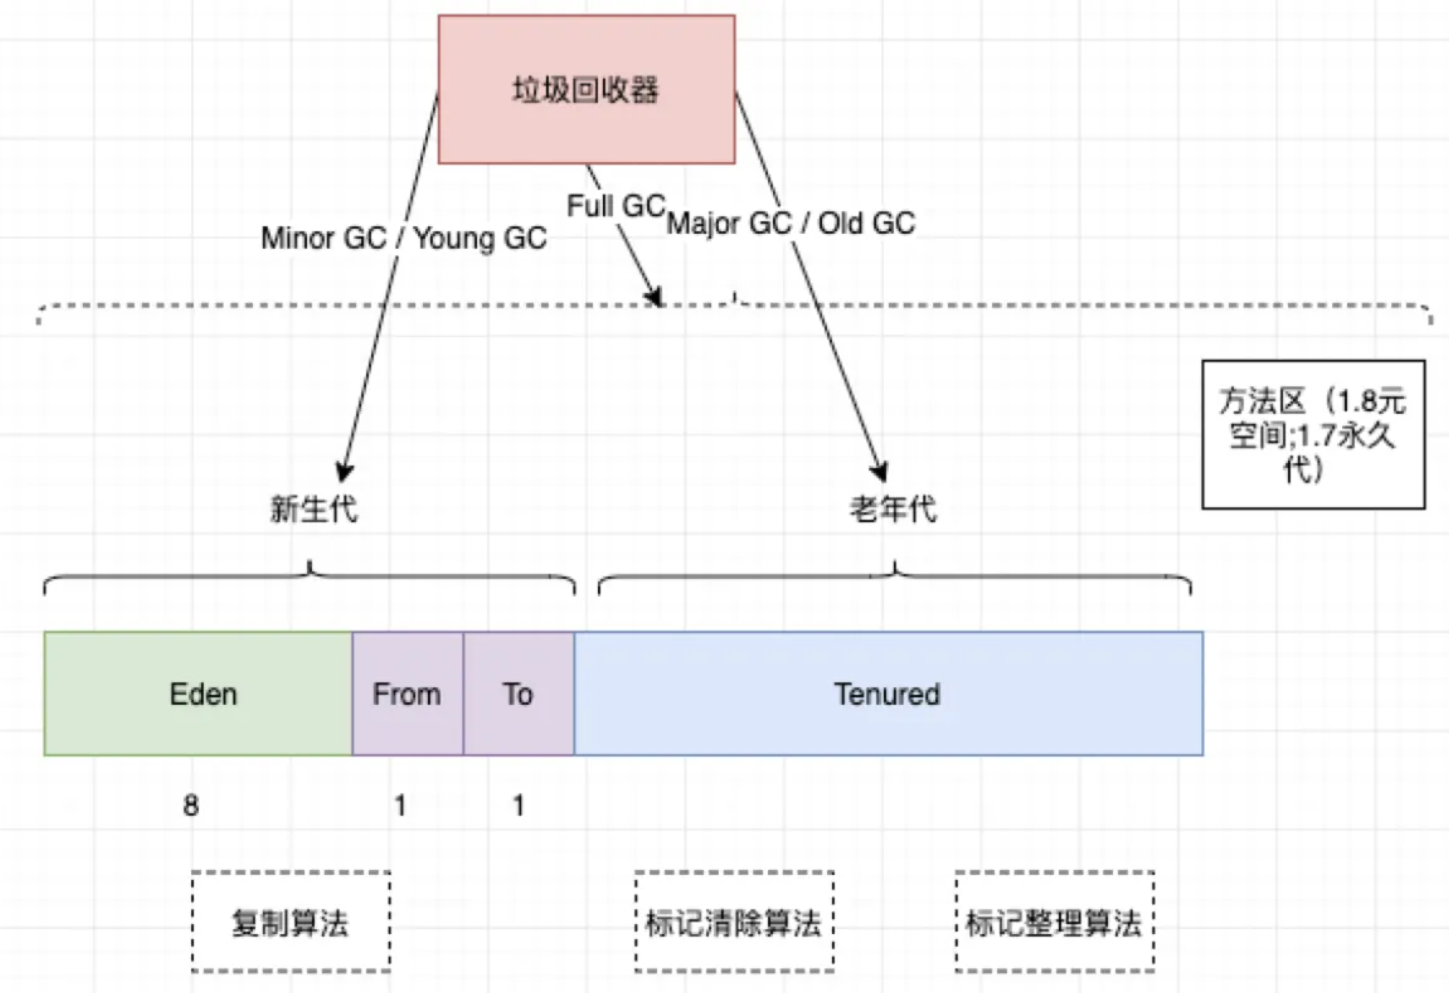 垃圾回收器
Full GC
Major GC / Old GC
Minor GC / Young GC
方法区（1.8元
空间;1.7永久
代）
新生代
老年代
Eden
From
To
Tenured
8
1
1
复制算法
标记清除算法
标记整理算法